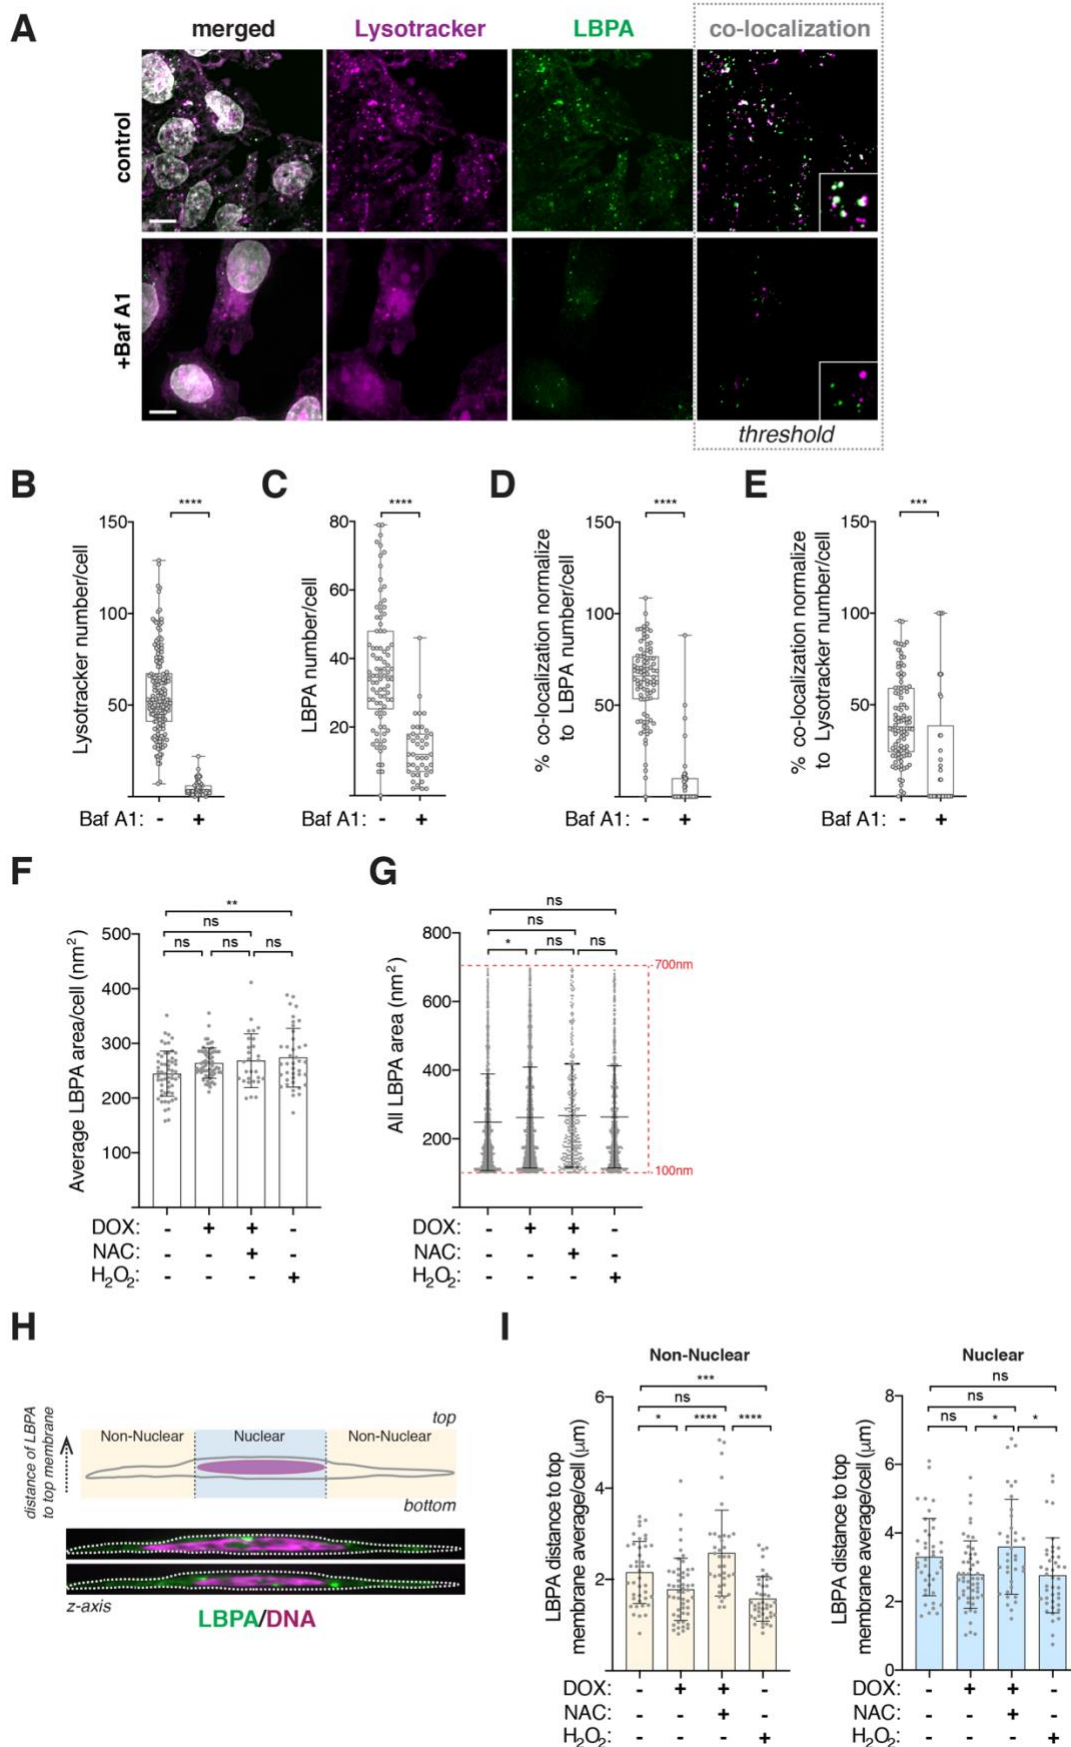 A
merged
Lysotracker
LBPA
co-localization
control
+Baf A1
threshold
B
****
Lysotracker number/cell
150
100
50
Baf A1: - +
C
****
LBPA number/cell
80
60
40
20
Baf A1: - +
D
****
% co-localization normalize
to LBPA number/cell
150
100
50
Baf A1: - +
E
***
% co-localization normalize
to Lysotracker number/cell
150
100
50
Baf A1: - +
F
**
ns
ns ns ns
Average LBPA area/cell (nm²)
500
400
300
200
100
DOX: - + + -
NAC: - - + -
H₂O₂: - - - +
G
ns
ns
* ns ns
All LBPA area (nm²)
800
600
400
200
700nm
100nm
DOX: - + + -
NAC: - - + -
H₂O₂: - - - +
H
distance of LBPA
to top membrane
top
Non-Nuclear Nuclear Non-Nuclear
bottom
z-axis
LBPA/DNA
I
Non-Nuclear
***
ns
* **** ****
LBPA distance to top
membrane average/cell (µm)
6
4
2
DOX: - + + -
NAC: - - + -
H₂O₂: - - - +
Nuclear
ns
ns
ns * *
LBPA distance to top
membrane average/cell (µm)
8
6
4
2
0
DOX: - + + -
NAC: - - + -
H₂O₂: - - - +